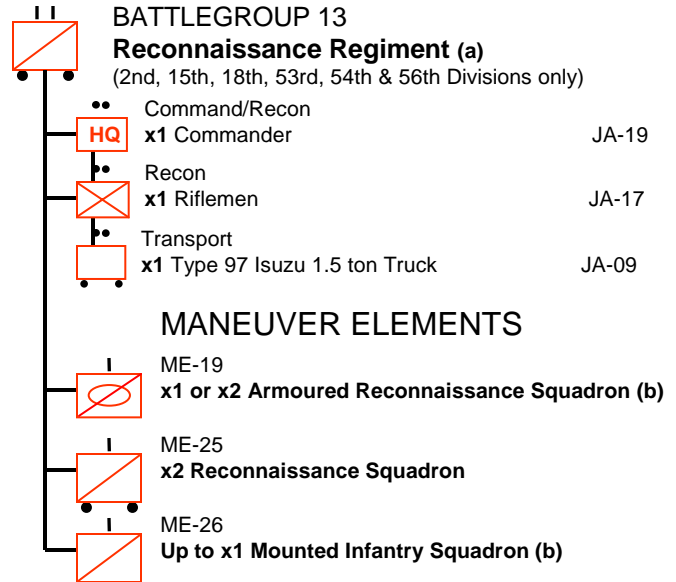 BATTLEGROUP 13
Reconnaissance Regiment (a)
(2nd, 15th, 18th, 53rd, 54th & 56th Divisions only)
Command/Recon
HQ x1 Commander JA-19
Recon
x1 Riflemen JA-17
Transport
x1 Type 97 Isuzu 1.5 ton Truck JA-09
MANEUVER ELEMENTS
ME-19
x1 or x2 Armoured Reconnaissance Squadron (b)
ME-25
x2 Reconnaissance Squadron
ME-26
Up to x1 Mounted Infantry Squadron (b)